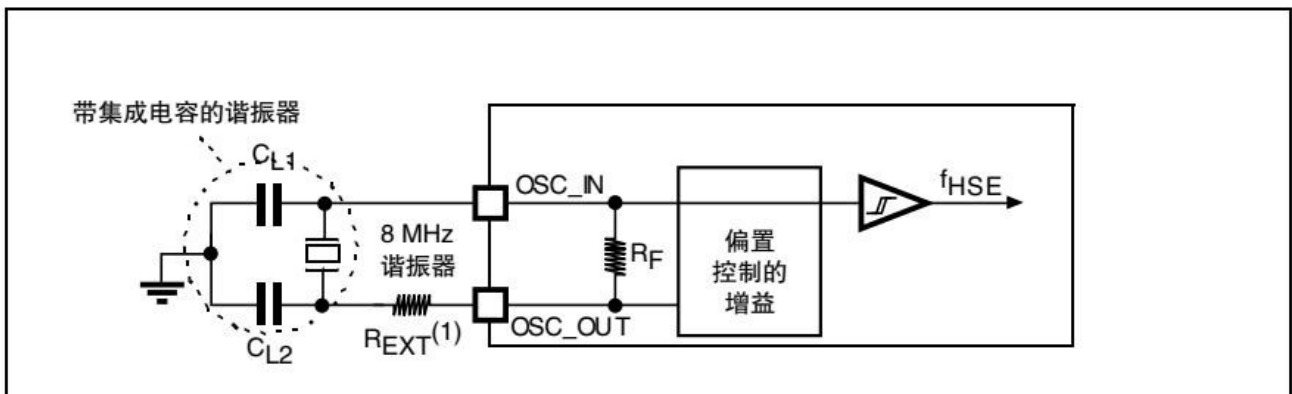 带集成电容的谐振器
CL1
OSC_IN
fHSE
8 MHz
谐振器
RF
偏置
控制的
增益
REXT(1)
OSC_OUT
CL2